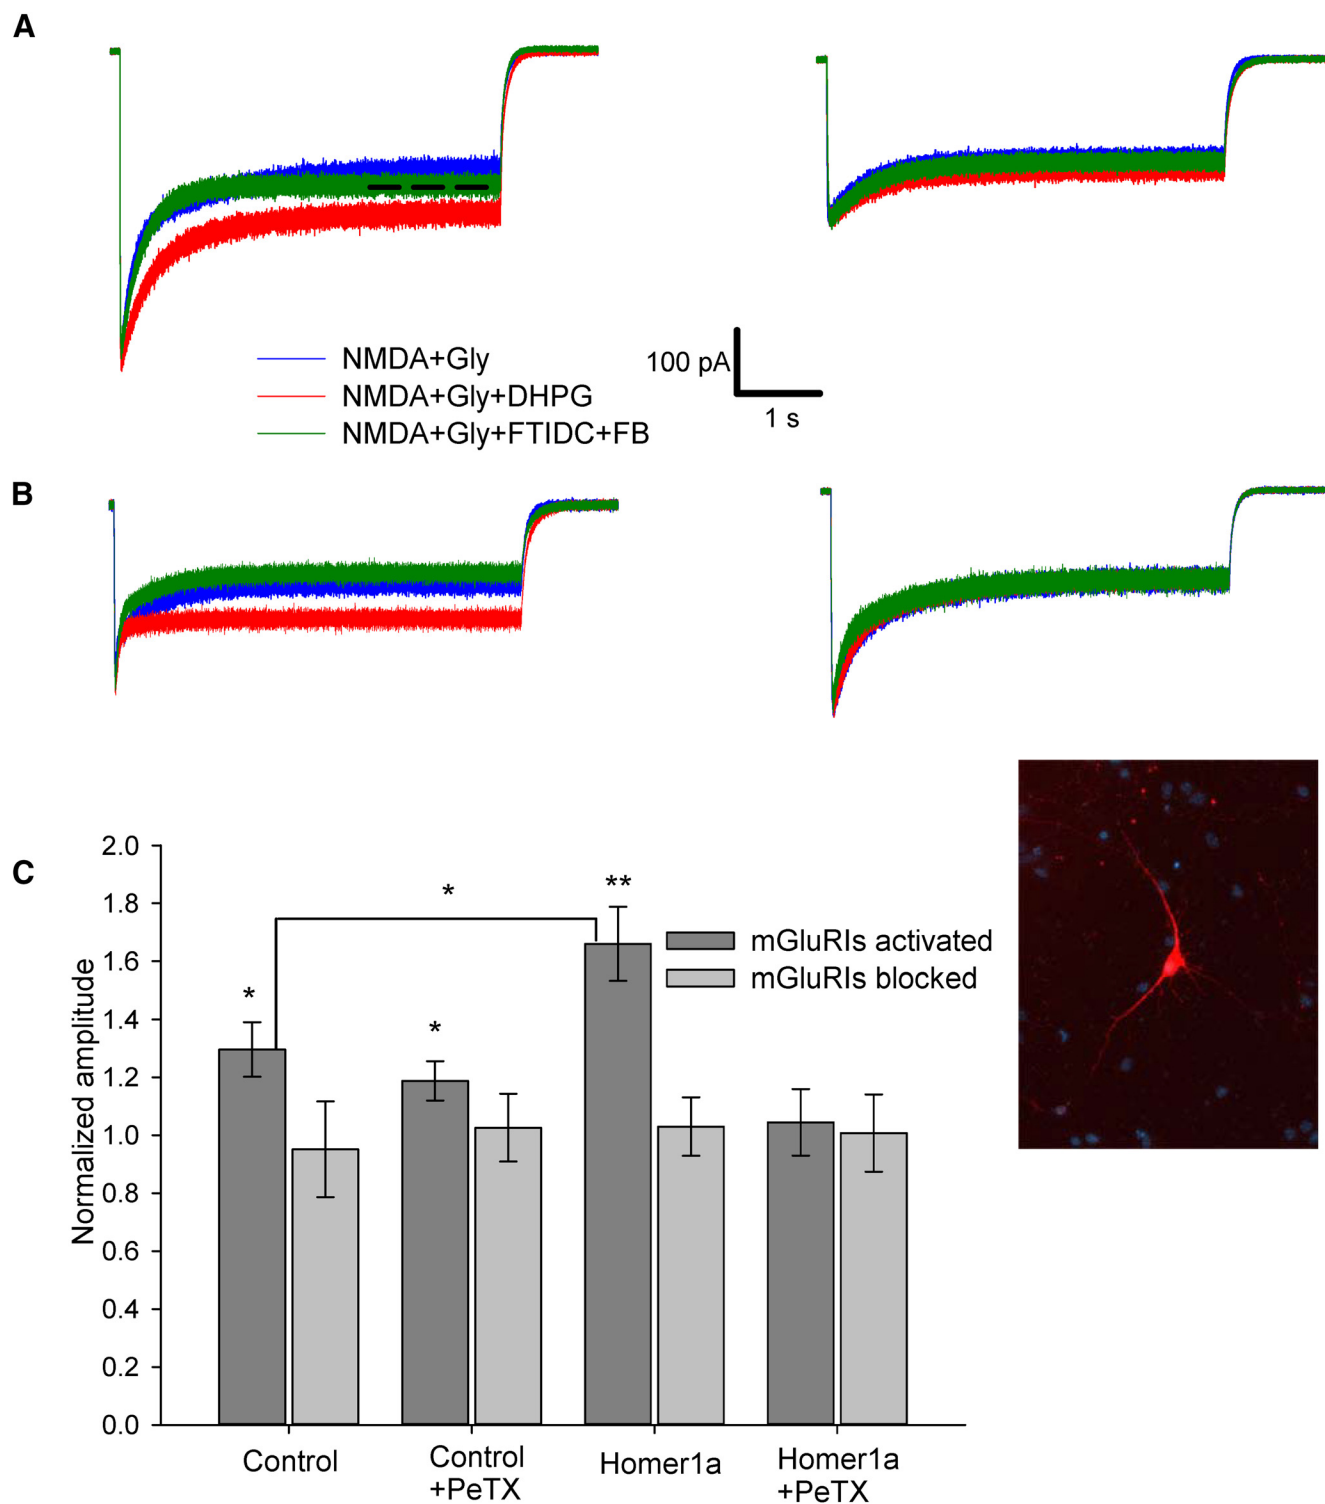 A
NMDA+Gly
NMDA+Gly+DHPG
NMDA+Gly+FTIDC+FB
100 pA
1 s
B
C
Normalized amplitude
2.0
1.8
1.6
1.4
1.2
1.0
0.8
0.6
0.4
0.2
0.0
*
*
*
**
mGluRIs activated
mGluRIs blocked
Control
Control
+PeTX
Homer1a
Homer1a
+PeTX